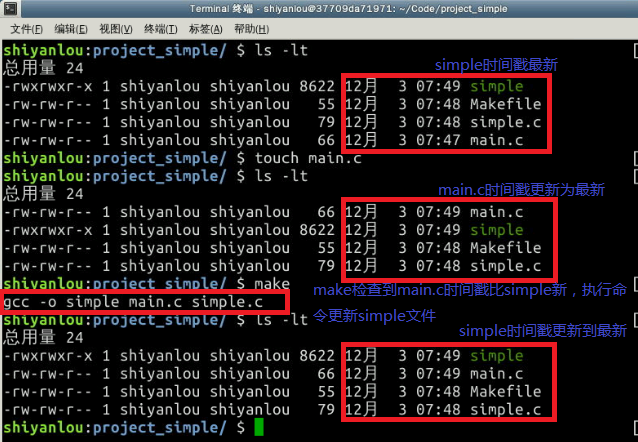 Terminal 终端 - shiyanlou@37709da71971: ~/Code/project_simple
文件(F) 编辑(E) 视图(V) 终端(T) 标签(A) 帮助(H)
shiyanlou:project_simple/ $ ls -lt
总用量 24
simple时间戳最新
-rwxrwxr-x 1 shiyanlou shiyanlou 8622 12月 3 07:49 simple
-rw-rw-r-- 1 shiyanlou shiyanlou 55 12月 3 07:48 Makefile
-rw-rw-r-- 1 shiyanlou shiyanlou 79 12月 3 07:48 simple.c
-rw-rw-r-- 1 shiyanlou shiyanlou 66 12月 3 07:47 main.c
shiyanlou:project_simple/ $ touch main.c
shiyanlou:project_simple/ $ ls -lt
总用量 24
main.c时间戳更新为最新
-rw-rw-r-- 1 shiyanlou shiyanlou 66 12月 3 07:49 main.c
-rwxrwxr-x 1 shiyanlou shiyanlou 8622 12月 3 07:49 simple
-rw-rw-r-- 1 shiyanlou shiyanlou 55 12月 3 07:48 Makefile
-rw-rw-r-- 1 shiyanlou shiyanlou 79 12月 3 07:48 simple.c
shiyanlou:project_simple/ $ make
gcc -o simple main.c simple.c
make检查到main.c时间戳比simple新，执行命
令更新simple文件
shiyanlou:project_simple/ $ ls -lt
总用量 24
simple时间戳更新到最新
-rwxrwxr-x 1 shiyanlou shiyanlou 8622 12月 3 07:49 simple
-rw-rw-r-- 1 shiyanlou shiyanlou 66 12月 3 07:49 main.c
-rw-rw-r-- 1 shiyanlou shiyanlou 55 12月 3 07:48 Makefile
-rw-rw-r-- 1 shiyanlou shiyanlou 79 12月 3 07:48 simple.c
shiyanlou:project_simple/ $